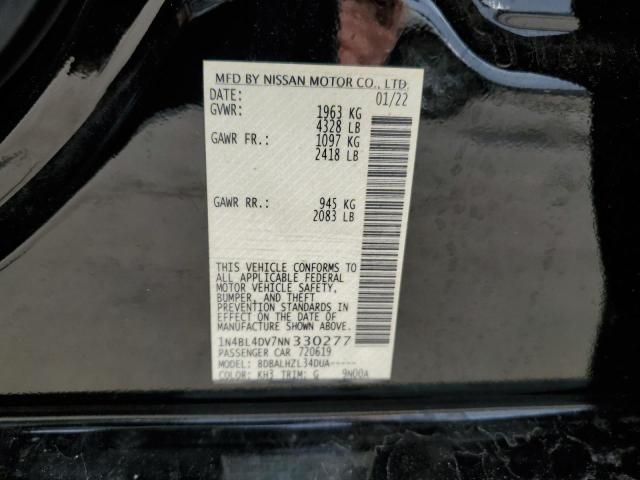 MFD BY NISSAN MOTOR CO., LTD.
DATE: 01/22
GVWR: 1963 KG
4328 LB
GAWR FR.: 1097 KG
2418 LB
GAWR RR.: 945 KG
2083 LB
THIS VEHICLE CONFORMS TO
ALL APPLICABLE FEDERAL
MOTOR VEHICLE SAFETY,
BUMPER, AND THEFT
PREVENTION STANDARDS IN
EFFECT ON THE DATE OF
MANUFACTURE SHOWN ABOVE.
1N4BL4DV7NN330277
PASSENGER CAR 720619
MODEL: BDBALHZL34DUA-----
COLOR: KH3 TRIM: G 9N00A